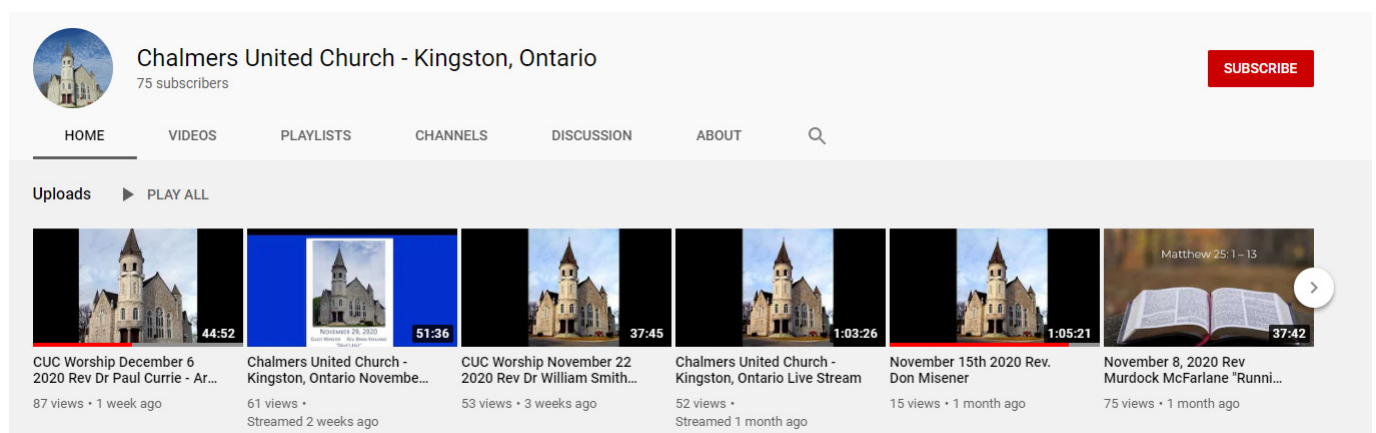 Chalmers United Church - Kingston, Ontario
75 subscribers
SUBSCRIBE
HOME VIDEOS PLAYLISTS CHANNELS DISCUSSION ABOUT
Uploads PLAY ALL
44:52
NOVEMBER 29, 2020
51:36
37:45
1:03:26
1:05:21
Matthew 25: 1 – 13
37:42
CUC Worship December 6
2020 Rev Dr Paul Currie - Ar...
87 views • 1 week ago
Chalmers United Church -
Kingston, Ontario Novembe...
61 views •
Streamed 2 weeks ago
CUC Worship November 22
2020 Rev Dr William Smith...
53 views • 3 weeks ago
Chalmers United Church -
Kingston, Ontario Live Stream
52 views •
Streamed 1 month ago
November 15th 2020 Rev.
Don Misener
15 views • 1 month ago
November 8, 2020 Rev
Murdock McFarlane "Runni...
75 views • 1 month ago